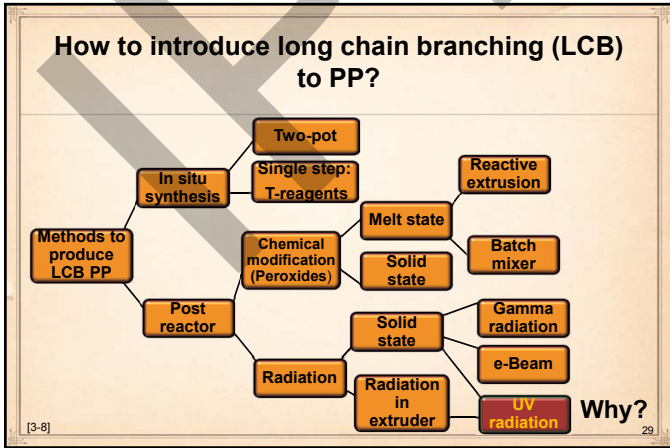 How to introduce long chain branching (LCB)
to PP?
Two-pot
In situ
synthesis
Single step:
T-reagents
Reactive
extrusion
Melt state
Methods to
produce
LCB PP
Chemical
modification
(Peroxides)
Batch
mixer
Solid
state
Post
reactor
Solid
state
Gamma
radiation
e-Beam
Radiation
Radiation
in
extruder
UV
radiation
Why?
[3-8]
29